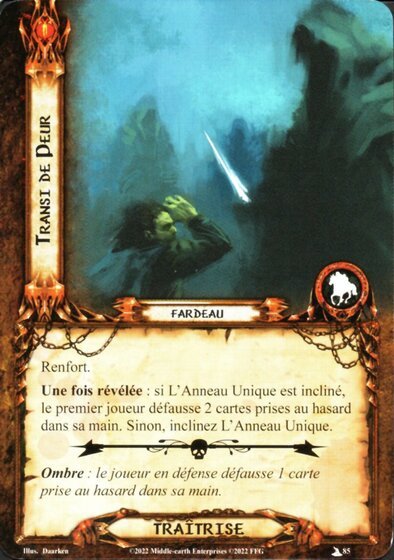 TRANSI DE PEUR
FARDEAU
Renfort.
Une fois révélée : si L'Anneau Unique est incliné,
le premier joueur défausse 2 cartes prises au hasard
dans sa main. Sinon, inclinez L'Anneau Unique.
Ombre : le joueur en défense défausse 1 carte
prise au hasard dans sa main.
TRAÎTRISE
Illus. Daarken ©2022 Middle-earth Enterprises ©2022 FFG 85